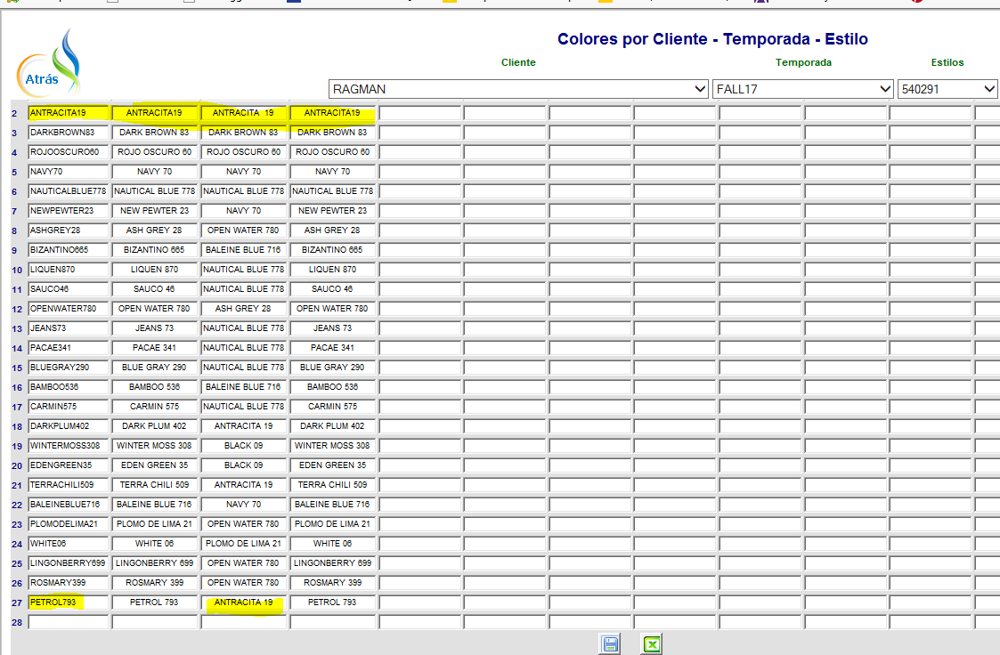 Colores por Cliente - Temporada - Estilo
Atrás
Cliente Temporada Estilos
RAGMAN FALL17 540291
2 ANTRACITA19 ANTRACITA19 ANTRACITA 19 ANTRACITA19
3 DARKBROWN83 DARK BROWN 83 DARK BROWN 83 DARK BROWN 83
4 ROJOOSCURO60 ROJO OSCURO 60 ROJO OSCURO 60 ROJO OSCURO 60
5 NAVY70 NAVY 70 NAVY 70 NAVY 70
6 NAUTICALBLUE778 NAUTICAL BLUE 778 NAUTICAL BLUE 778 NAUTICAL BLUE 778
7 NEWPEWTER23 NEW PEWTER 23 NAVY 70 NEW PEWTER 23
8 ASHGREY28 ASH GREY 28 OPEN WATER 780 ASH GREY 28
9 BIZANTINO665 BIZANTINO 665 BALEINE BLUE 716 BIZANTINO 665
10 LIQUEN870 LIQUEN 870 NAUTICAL BLUE 778 LIQUEN 870
11 SAUCO46 SAUCO 46 NAUTICAL BLUE 778 SAUCO 46
12 OPENWATER780 OPEN WATER 780 ASH GREY 28 OPEN WATER 780
13 JEANS73 JEANS 73 NAUTICAL BLUE 778 JEANS 73
14 PACAE341 PACAE 341 NAUTICAL BLUE 778 PACAE 341
15 BLUEGRAY290 BLUE GRAY 290 NAUTICAL BLUE 778 BLUE GRAY 290
16 BAMBOO536 BAMBOO 536 BALEINE BLUE 716 BAMBOO 536
17 CARMIN575 CARMIN 575 NAUTICAL BLUE 778 CARMIN 575
18 DARKPLUM402 DARK PLUM 402 ANTRACITA 19 DARK PLUM 402
19 WINTERMOSS308 WINTER MOSS 308 BLACK 09 WINTER MOSS 308
20 EDENGREEN35 EDEN GREEN 35 BLACK 09 EDEN GREEN 35
21 TERRACHILI509 TERRA CHILI 509 ANTRACITA 19 TERRA CHILI 509
22 BALEINEBLUE716 BALEINE BLUE 716 NAVY 70 BALEINE BLUE 716
23 PLOMODELIMA21 PLOMO DE LIMA 21 OPEN WATER 780 PLOMO DE LIMA 21
24 WHITE06 WHITE 06 PLOMO DE LIMA 21 WHITE 06
25 LINGONBERRY699 LINGONBERRY 699 OPEN WATER 780 LINGONBERRY 699
26 ROSMARY399 ROSMARY 399 OPEN WATER 780 ROSMARY 399
27 PETROL793 PETROL 793 ANTRACITA 19 PETROL 793
28